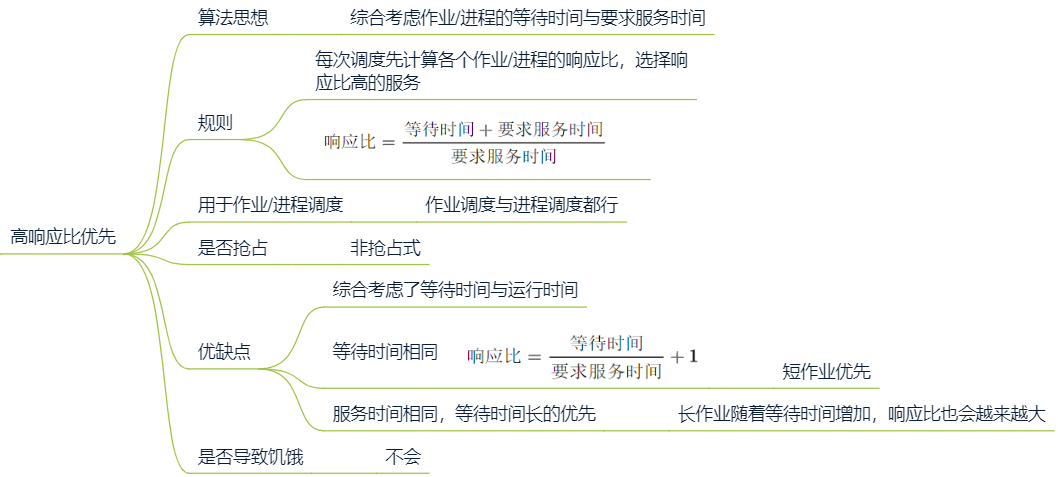 高响应比优先
算法思想
综合考虑作业/进程的等待时间与要求服务时间
规则
每次调度先计算各个作业/进程的响应比，选择响
应比高的服务
响应比 = 等待时间 + 要求服务时间
要求服务时间
用于作业/进程调度
作业调度与进程调度都行
是否抢占
非抢占式
优缺点
综合考虑了等待时间与运行时间
等待时间相同
响应比 = 等待时间
要求服务时间 + 1
短作业优先
服务时间相同，等待时间长的优先
长作业随着等待时间增加，响应比也会越来越大
是否导致饥饿
不会